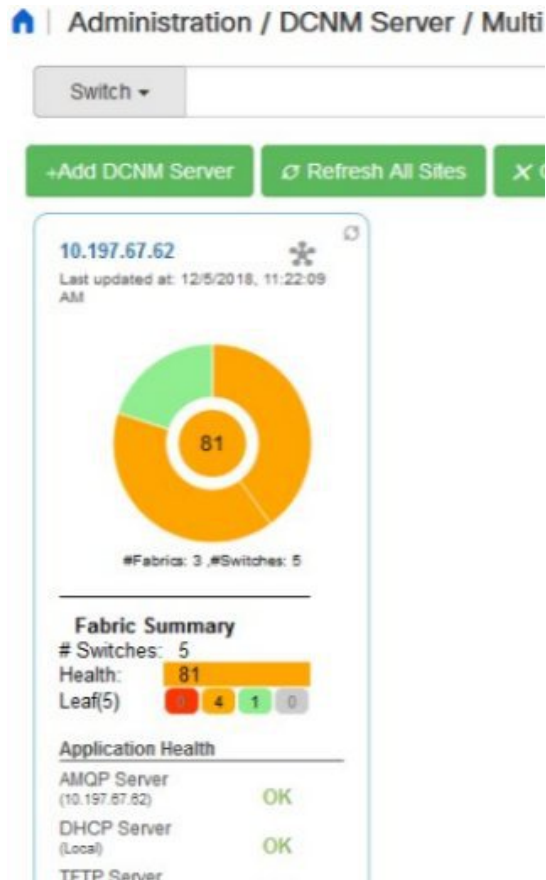 Administration / DCNM Server / Multi
Switch
+Add DCNM Server
Refresh All Sites
10.197.67.62
Last updated at: 12/5/2018, 11:22:09
AM
81
#Fabrics: 3 ,#Switches: 5
Fabric Summary
# Switches: 5
Health: 81
Leaf(5) 0 4 1 0
Application Health
AMQP Server
(10.197.67.62) OK
DHCP Server
(Local) OK
TFTP Server